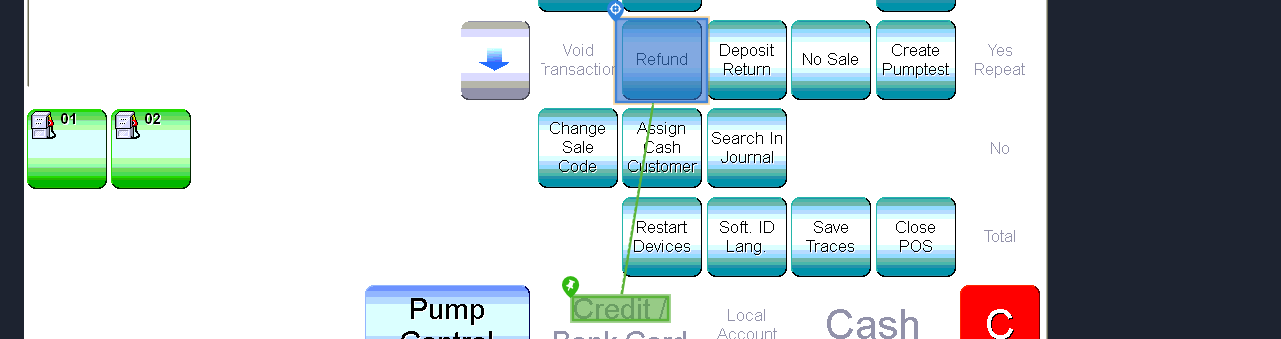 Void
Transaction
Refund
Deposit
Return
No Sale
Create
Pumptest
Yes
Repeat
01
02
Change
Sale
Code
Assign
Cash
Customer
Search In
Journal
No
Restart
Devices
Soft. ID
Lang.
Save
Traces
Close
POS
Total
Pump
Control
Credit /
Bank Card
Local
Account
Cash
C